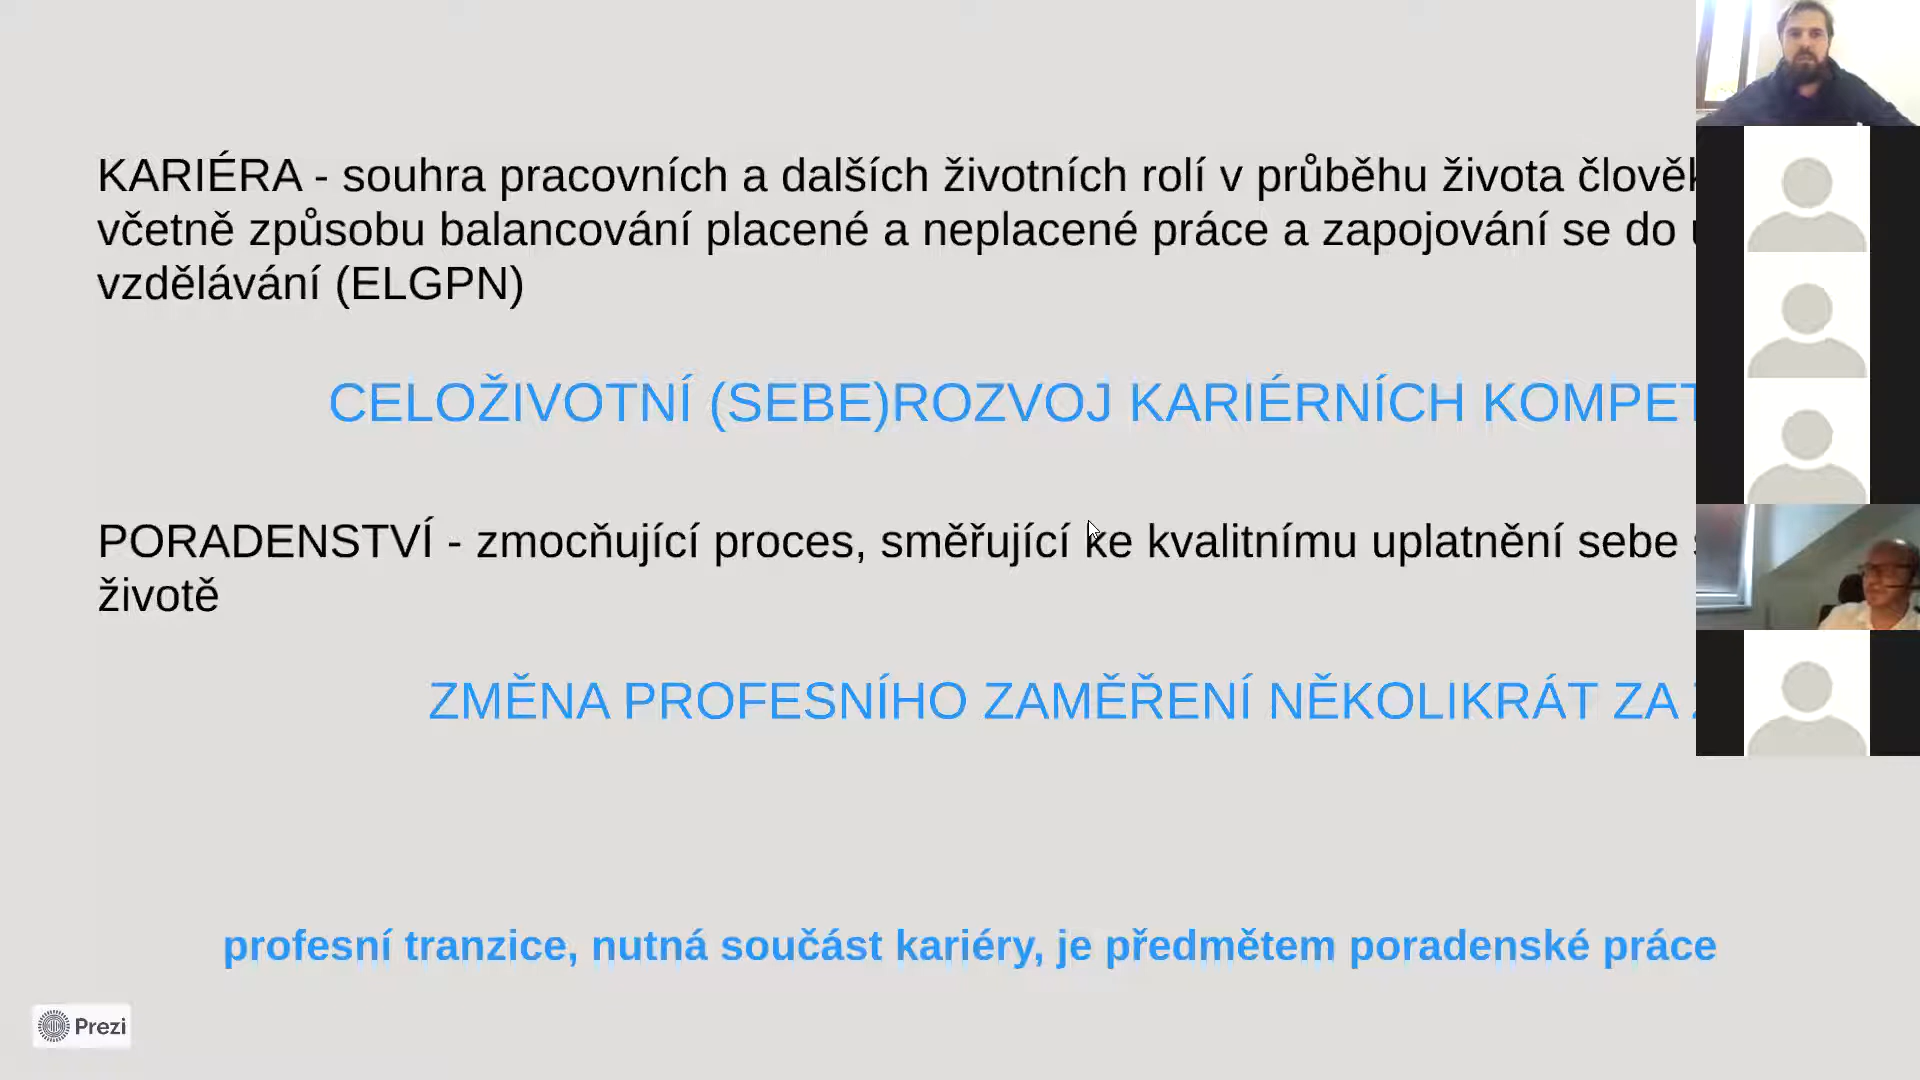 KARIÉRA - souhra pracovních a dalších životních rolí v průběhu života
včetně způsobu balancování placené a neplacené práce a zapojování se do
vzdělávání (ELGPN)
CELOŽIVOTNÍ (SEBE)ROZVOJ KARIÉRNÍCH
PORADENSTVÍ - zmocňující proces, směřující ke kvalitnímu uplatnění sebe
životě
ZMĚNA PROFESNÍHO ZAMĚŘENÍ NĚKOLIKRÁT ZA
profesní tranzice, nutná součást kariéry, je předmětem poradenské práce
Prezi